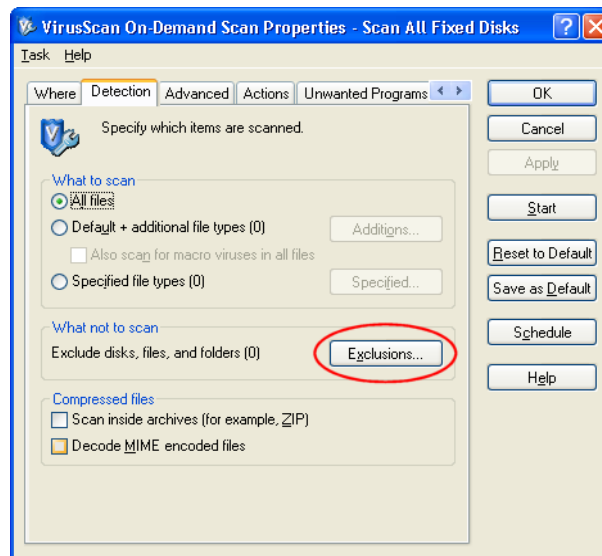 VirusScan On-Demand Scan Properties - Scan All Fixed Disks
Task Help
Where Detection Advanced Actions Unwanted Programs
Specify which items are scanned.
What to scan
All files
Default + additional file types (0) Additions...
Also scan for macro viruses in all files
Specified file types (0) Specified...
What not to scan
Exclude disks, files, and folders (0) Exclusions...
Compressed files
Scan inside archives (for example, ZIP)
Decode MIME encoded files
OK
Cancel
Apply
Start
Reset to Default
Save as Default
Schedule
Help